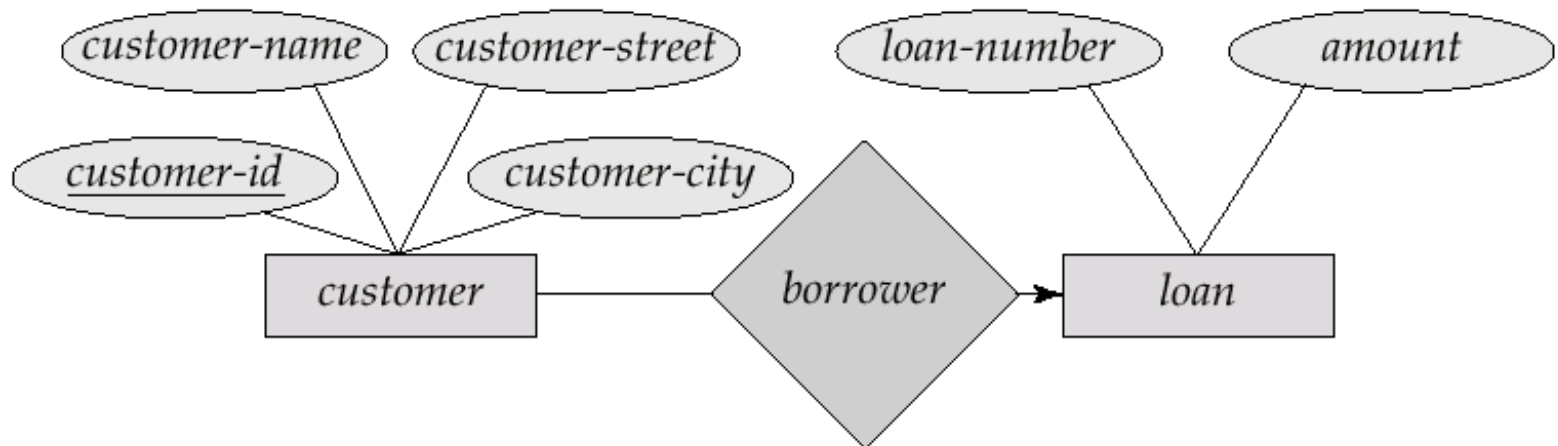 customer-name
customer-street
loan-number
amount
customer-id
customer-city
customer
borrower
loan